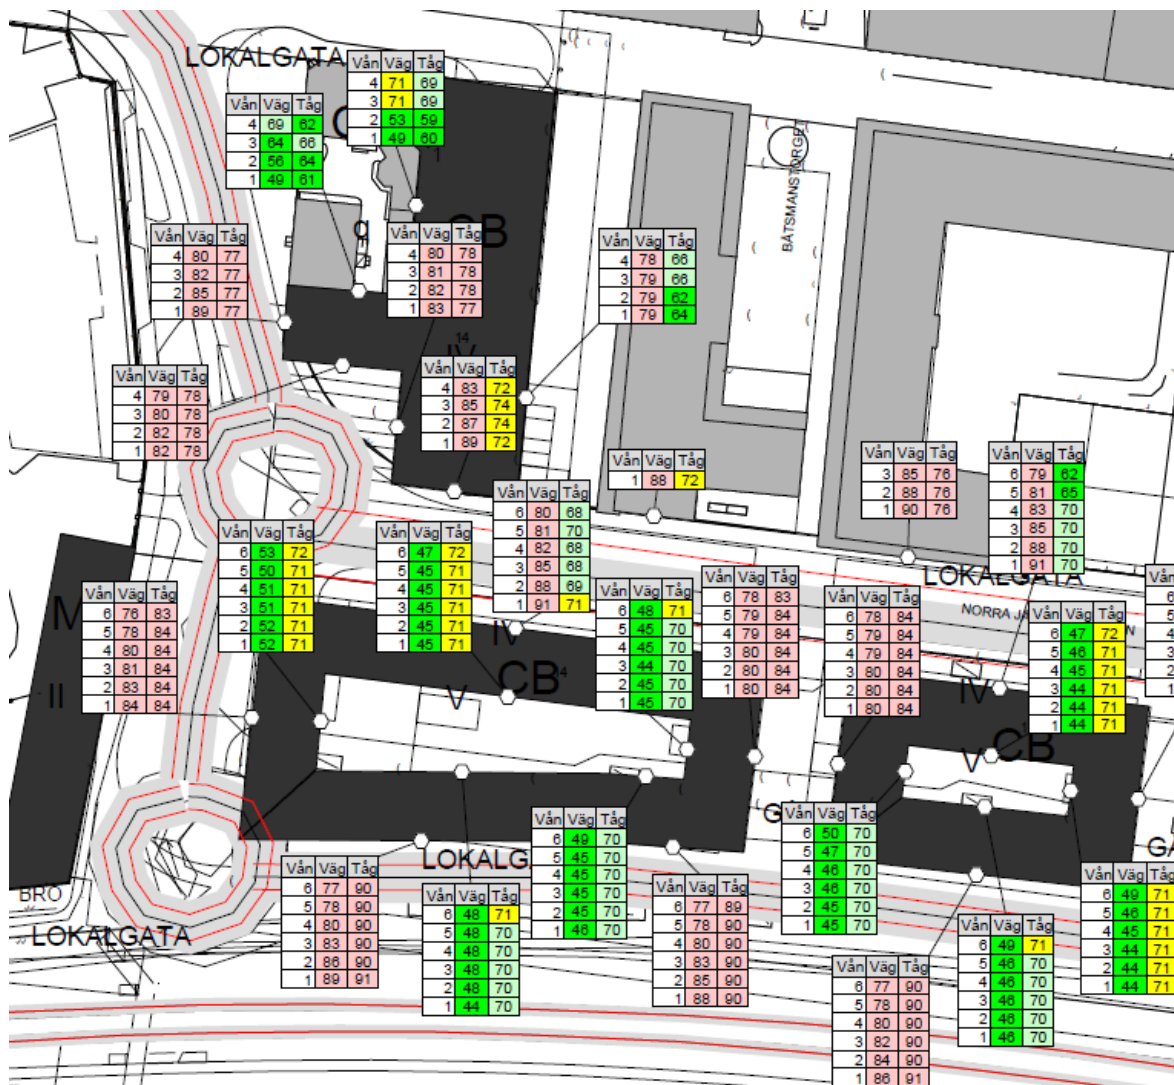 LOKALGATA
Vån Väg Tåg
4 71 69
3 71 69
2 53 59
1 49 60
Vån Väg Tåg
4 69 62
3 64 66
2 56 64
1 49 61
BÅTSMANSTORGET
q
Vån Väg Tåg
4 80 77
3 82 77
2 85 77
1 89 77
Vån Väg Tåg
4 80 78
3 81 78
2 82 78
1 83 77
Vån Väg Tåg
4 78 66
3 79 66
2 79 62
1 79 64
14
Vån Väg Tåg
4 83 72
3 85 74
2 87 74
1 89 72
Vån Väg Tåg
4 79 78
3 80 78
2 82 78
1 82 78
Vån Väg Tåg
1 88 72
Vån Väg Tåg
3 85 76
2 88 76
1 90 76
Vån Väg Tåg
6 79 62
5 81 65
4 83 70
3 85 70
2 88 70
1 91 70
Vån Väg Tåg
6 80 68
5 81 70
4 82 68
3 85 68
2 88 69
1 91 71
Vån Väg Tåg
6 53 72
5 50 71
4 51 71
3 51 71
2 52 71
1 52 71
Vån Väg Tåg
6 47 72
5 45 71
4 45 71
3 45 71
2 45 71
1 45 71
LOKALGATA
NORRA
Vån Väg Tåg
6 76 83
5 78 84
4 80 84
3 81 84
2 83 84
1 84 84
M
II
IV
CB
4
V
Vån Väg Tåg
6 48 71
5 45 70
4 45 70
3 44 70
2 45 70
1 45 70
Vån Väg Tåg
6 78 83
5 79 84
4 79 84
3 80 84
2 80 84
1 80 84
Vån Väg Tåg
6 78 84
5 79 84
4 79 84
3 80 84
2 80 84
1 80 84
Vån Väg Tåg
6 47 72
5 46 71
4 45 71
3 44 71
2 44 71
1 44 71
IV
V
CB
Vån Väg Tåg
6 49 70
5 45 70
4 45 70
3 45 70
2 45 70
1 46 70
Vån Väg Tåg
6 50 70
5 47 70
4 46 70
3 46 70
2 45 70
1 45 70
LOKALG
Vån Väg Tåg
6 77 90
5 78 90
4 80 90
3 83 90
2 86 90
1 89 91
Vån Väg Tåg
6 48 71
5 48 70
4 48 70
3 48 70
2 48 70
1 44 70
Vån Väg Tåg
6 77 89
5 78 90
4 80 90
3 83 90
2 85 90
1 88 90
Vån Väg Tåg
6 49 71
5 46 71
4 45 71
3 44 71
2 44 71
1 44 71
BRO
LOKALGATA
Vån Väg Tåg
6 49 71
5 46 70
4 46 70
3 46 70
2 46 70
1 46 70
Vån Väg Tåg
6 77 90
5 78 90
4 80 90
3 82 90
2 84 90
1 86 91